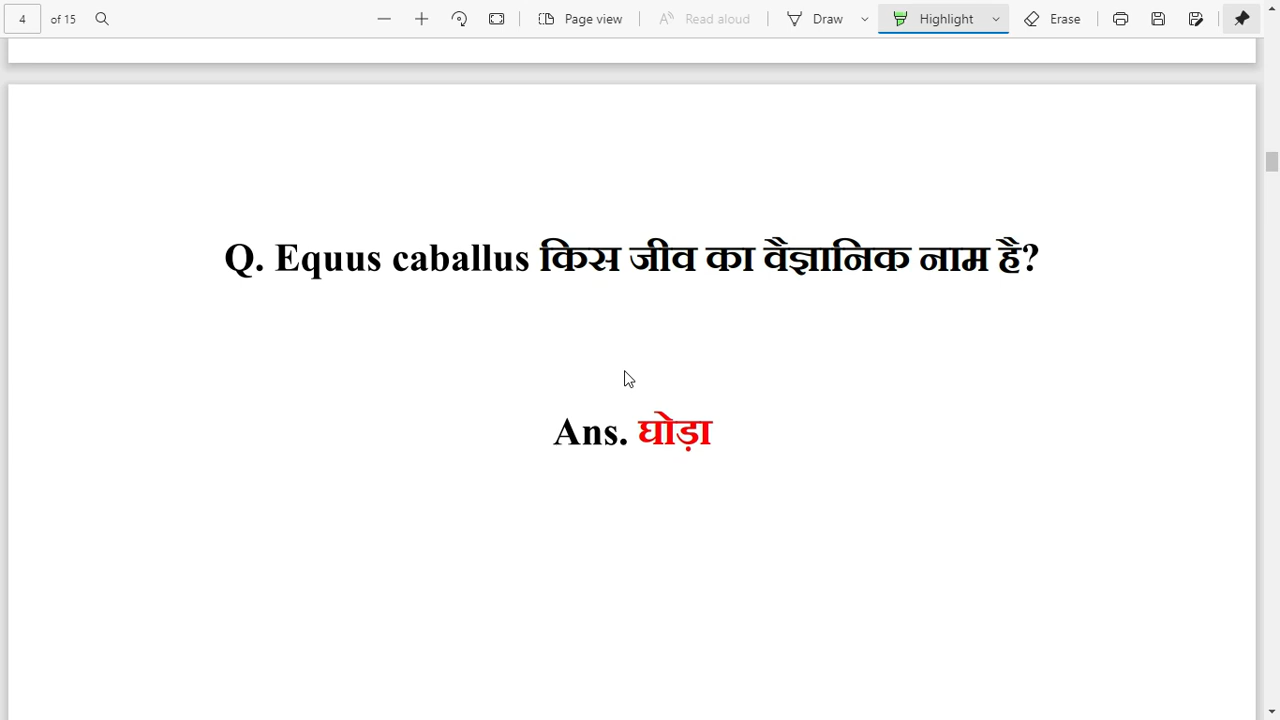 4 of 15 Page view Read aloud Draw Highlight Erase
Q. Equus caballus किस जीव का वैज्ञानिक नाम है?
Ans. घोड़ा